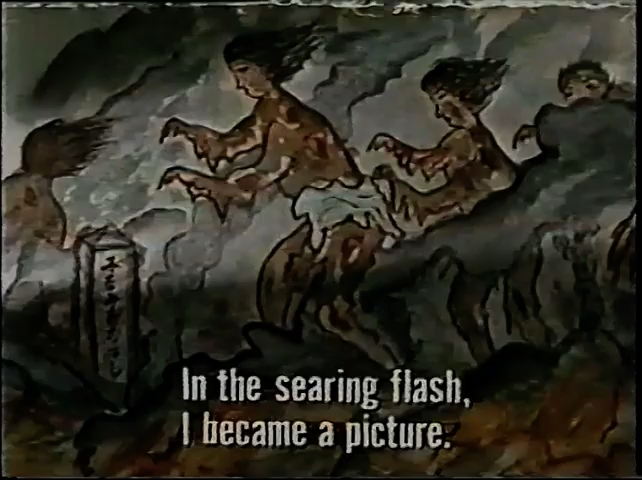 In the searing flash,
I became a picture.